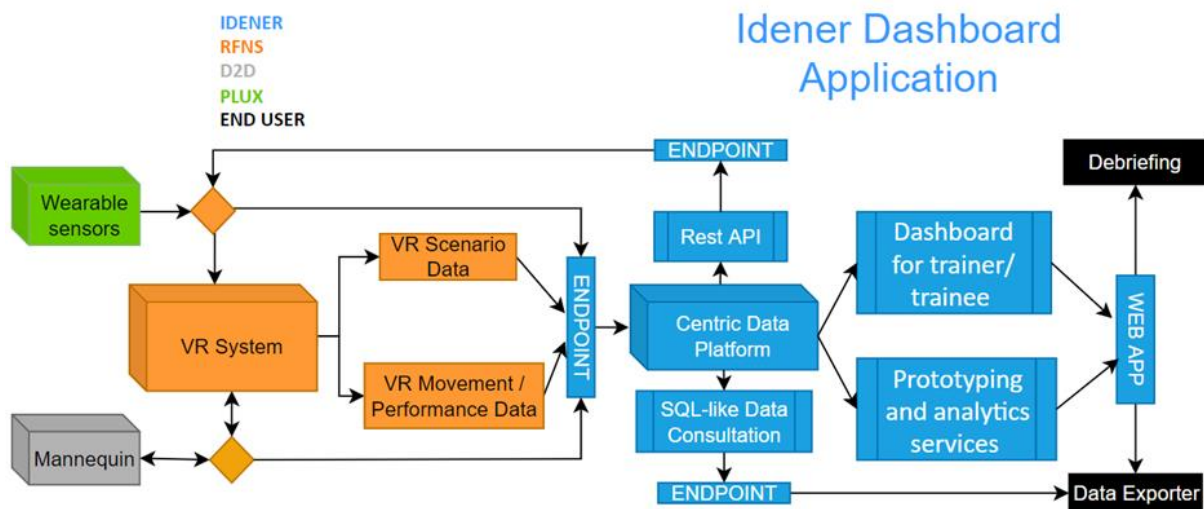 IDENER
RFNS
D2D
PLUX
END USER
Idener Dashboard
Application
ENDPOINT
Debriefing
Wearable
sensors
Rest API
VR Scenario
Data
Dashboard
for trainer/
trainee
ENDPOINT
WEB APP
VR System
Centric Data
Platform
VR Movement /
Performance Data
Prototyping
and analytics
services
SQL-like Data
Consultation
Mannequin
ENDPOINT
Data Exporter